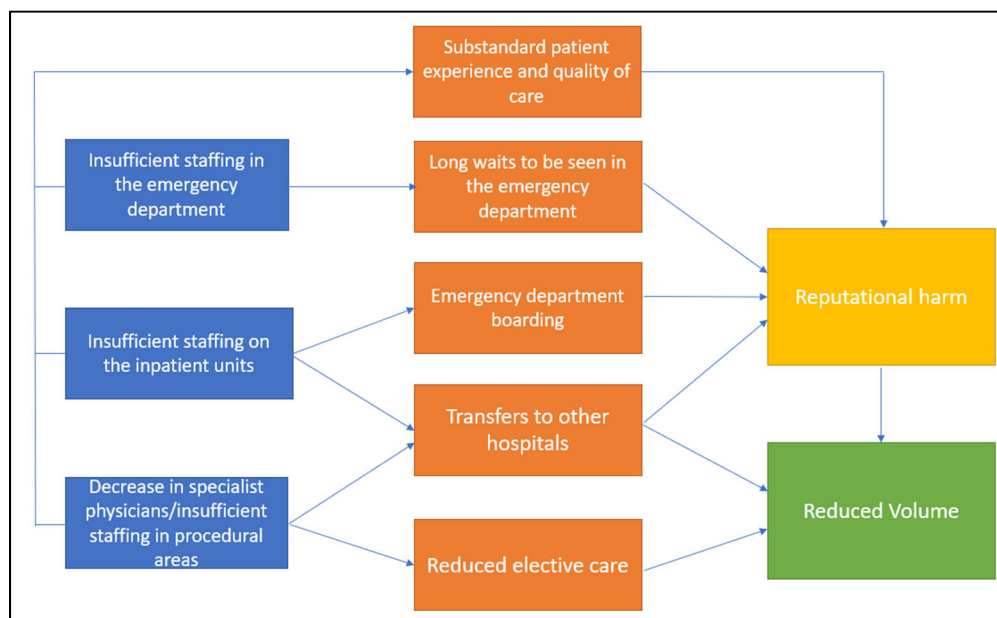 Substandard patient
experience and quality of
care
Insufficient staffing in
the emergency
department
Long waits to be seen in
the emergency
department
Reputational harm
Emergency department
boarding
Insufficient staffing on
the inpatient units
Transfers to other
hospitals
Decrease in specialist
physicians/insufficient
staffing in procedural
areas
Reduced Volume
Reduced elective care